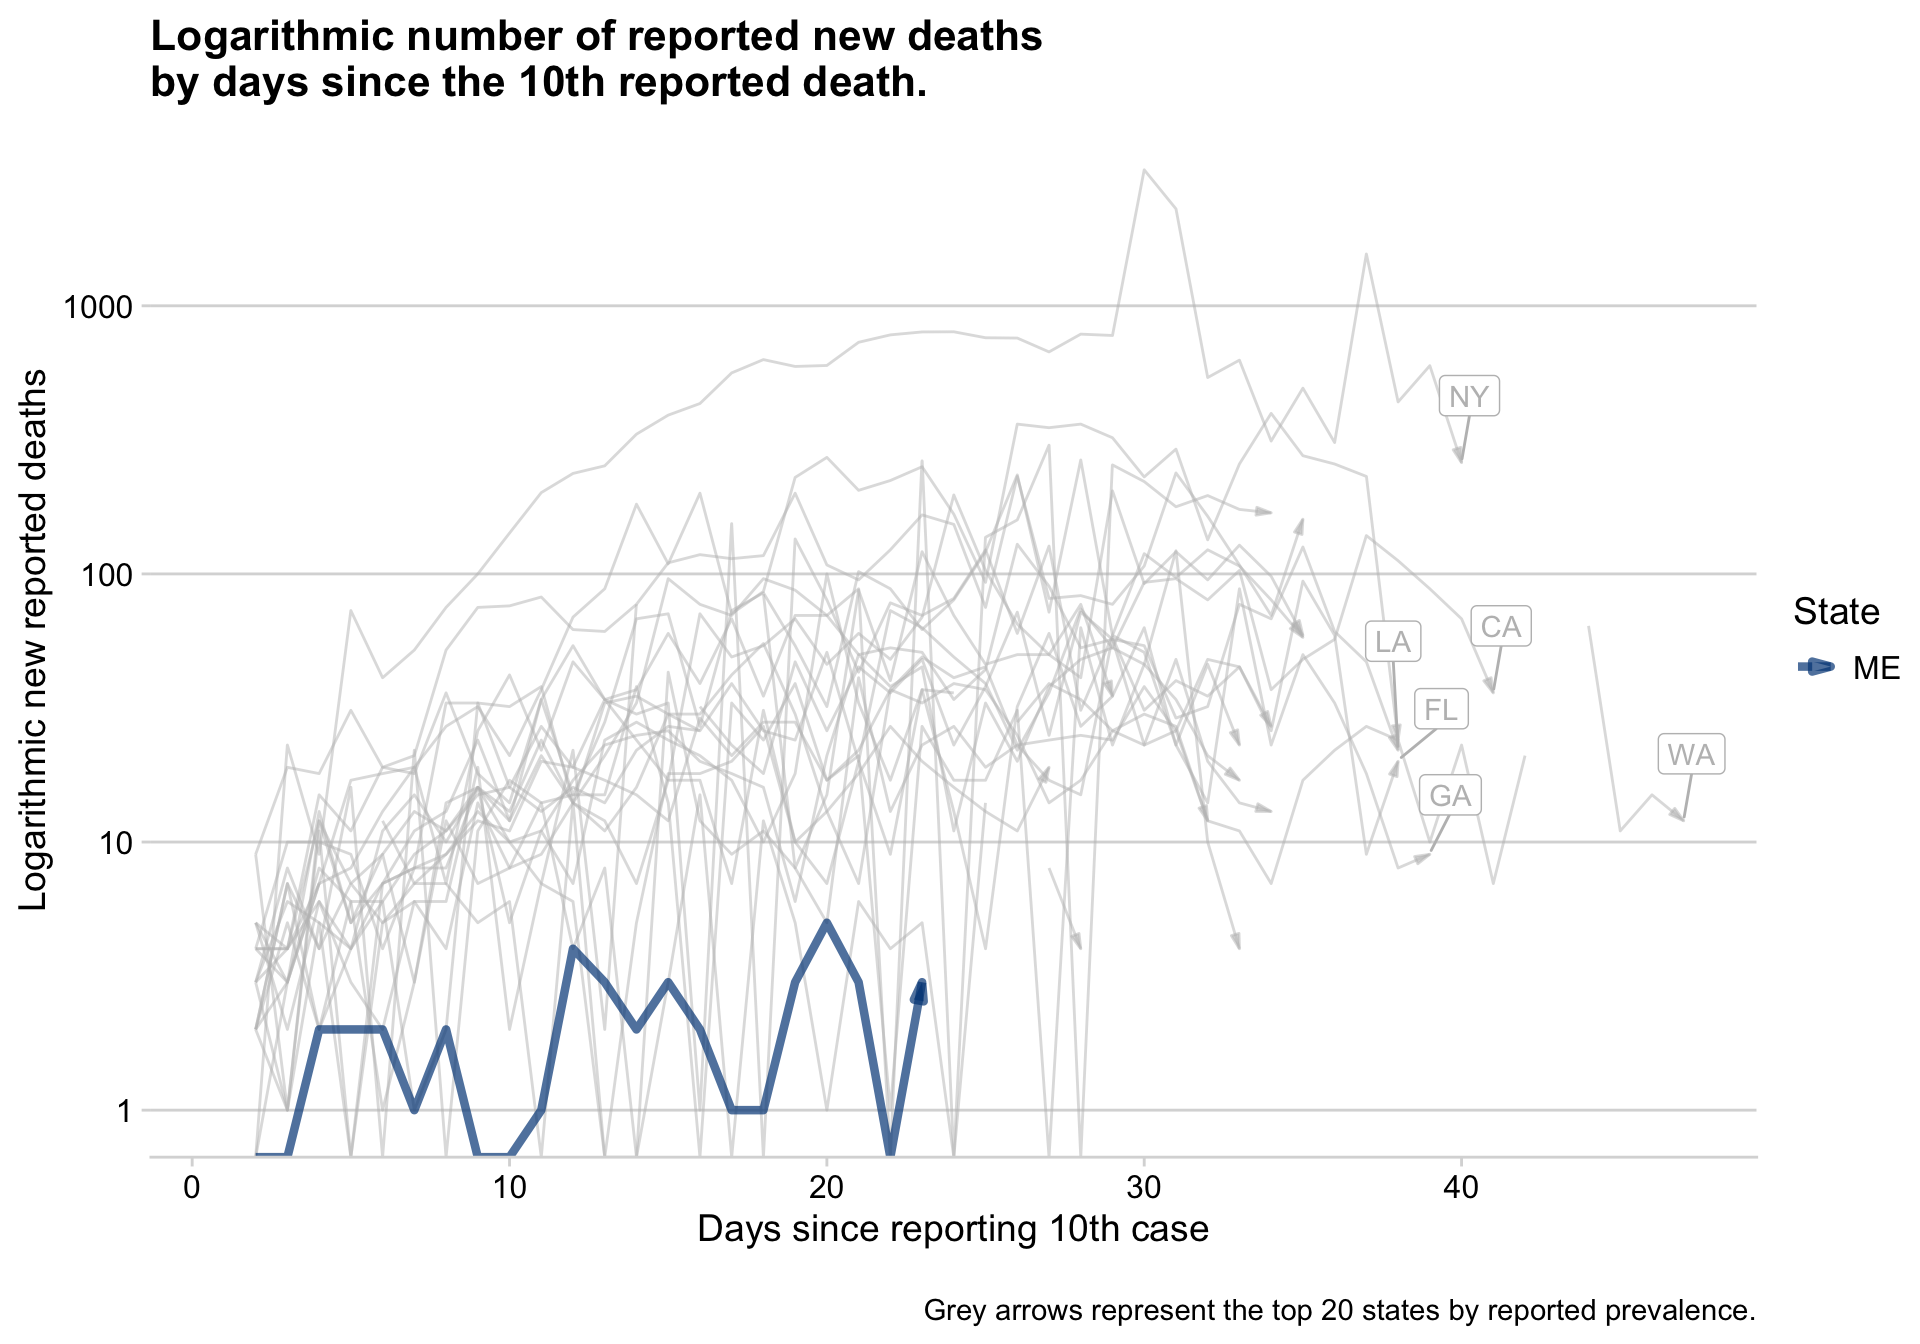 Logarithmic number of reported new deaths
by days since the 10th reported death.
Logarithmic new reported deaths
1000
100
10
1
NY
CA
LA
FL
WA
GA
State
ME
0 10 20 30 40
Days since reporting 10th case
Grey arrows represent the top 20 states by reported prevalence.